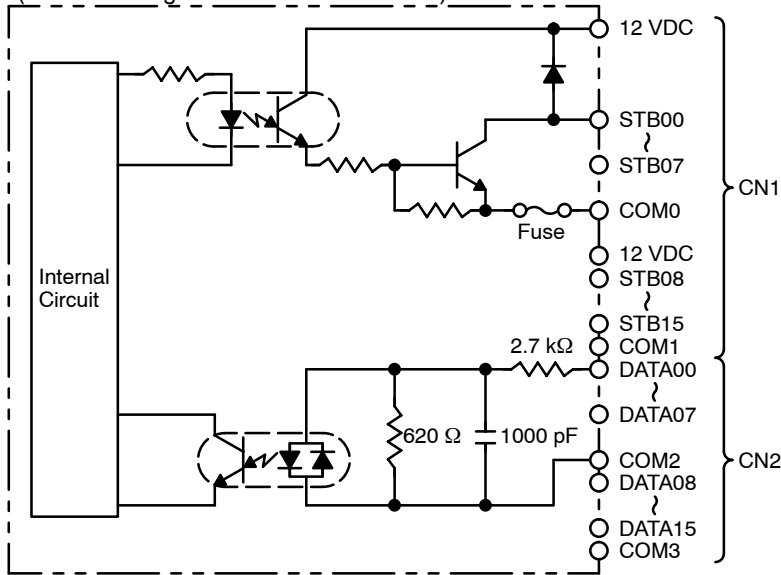 12 VDC
STB00
~
STB07
CN1
COM0
Fuse
12 VDC
Internal
Circuit
STB08
~
STB15
2.7 kΩ
COM1
DATA00
~
DATA07
620 Ω
1000 pF
COM2
CN2
DATA08
~
DATA15
COM3